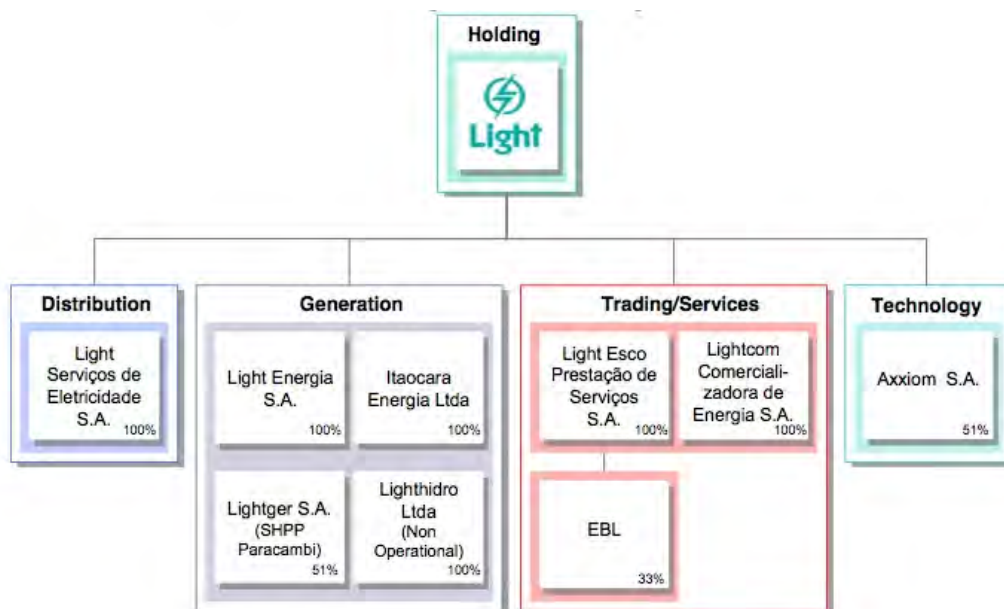 Holding
Light
Distribution
Light
Serviços de
Eletricidade
S.A.
100%
Generation
Light Energia
S.A.
100%
Itaocara
Energia Ltda
100%
Lightger S.A.
(SHPP
Paracambi)
51%
Lighthidro
Ltda
(Non
Operational)
100%
Trading/Services
Light Esco
Prestação de
Serviços
S.A.
100%
Lightcom
Comerciali-
zadora de
Energia S.A.
100%
EBL
33%
Technology
Axxiom S.A.
51%